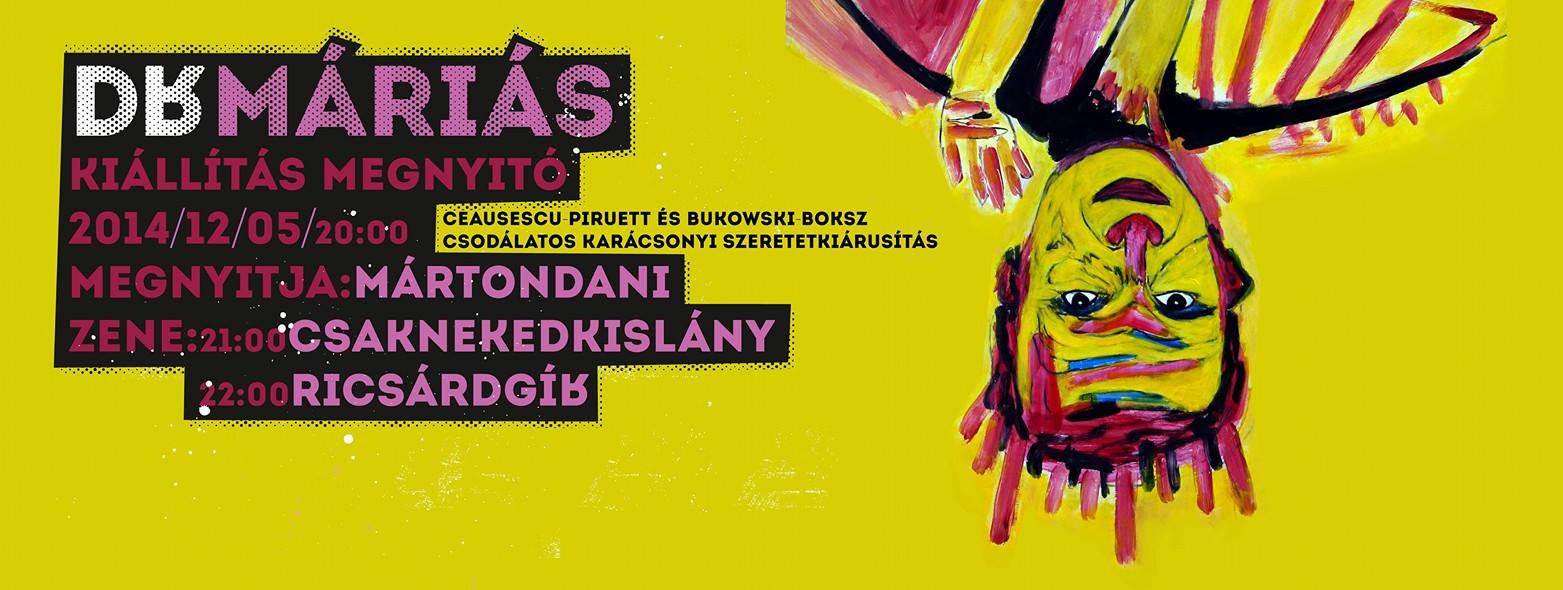 DR MÁRIÁS
KIÁLLÍTÁS MEGNYITÓ
2014/12/05/20:00
CEAUSESCU-PIRUETT ÉS BUKOWSKI-BOKSZ
CSODÁLATOS KARÁCSONYI SZERETETKIÁRUSÍTÁS
MEGNYITJA:MÁRTONDANI
ZENE:21:00CSAKNEKEDKISLÁNY
22:00RICSÁRDGÍR